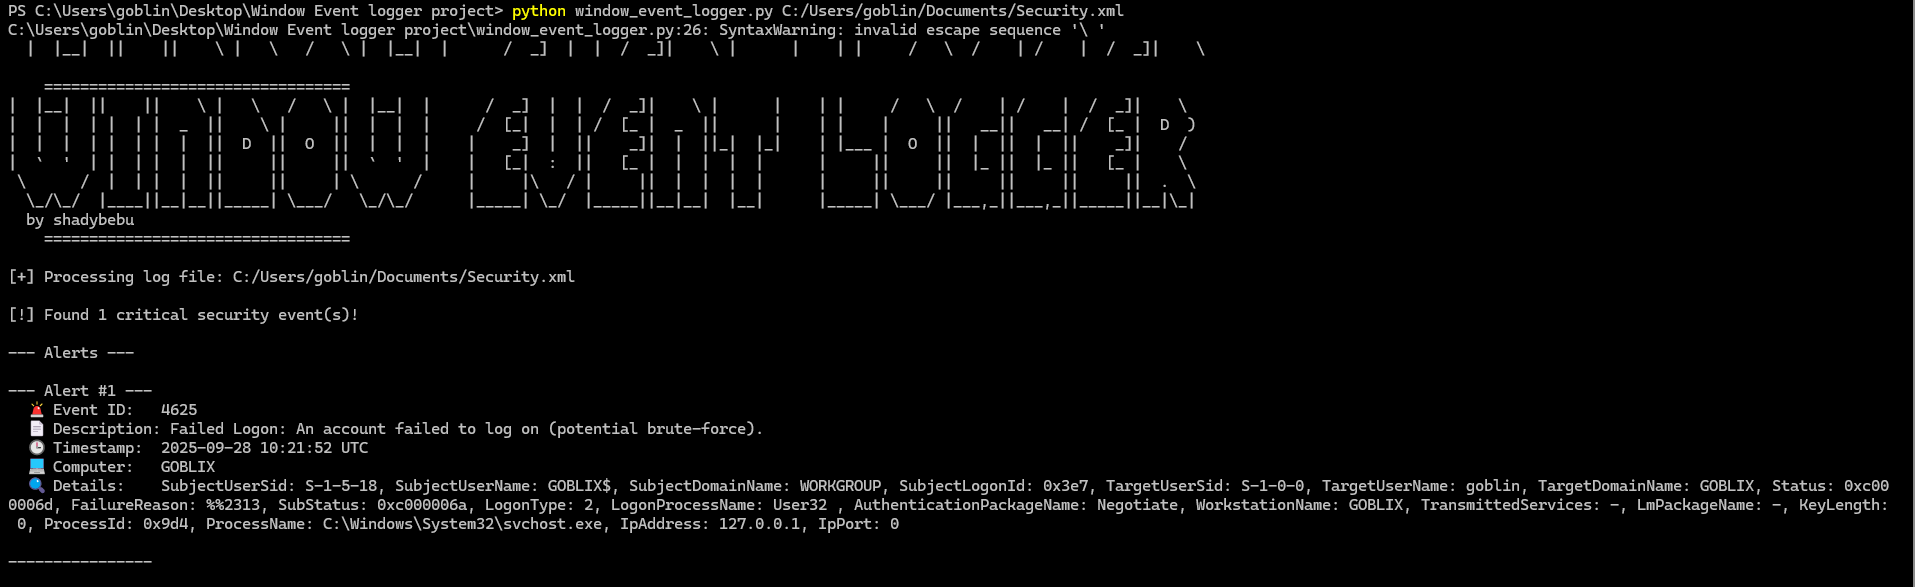 PS C:\Users\goblin\Desktop\Window Event logger project> python window_event_logger.py C:/Users/goblin/Documents/Security.xml
C:\Users\goblin\Desktop\Window Event logger project\window_event_logger.py:26: SyntaxWarning: invalid escape sequence '\ '
  |  |__|  ||    ||    \ |   \   /   \ |  |__|  |      /  _]  |  |  /  _]|    \ |      |    | |     /   \  /    | /    |  /  _]|    \
    ==================================
WINDOW EVENT LOGGER
  by shadybebu
    ==================================
[+] Processing log file: C:/Users/goblin/Documents/Security.xml
[!] Found 1 critical security event(s)!
--- Alerts ---
--- Alert #1 ---
🚨 Event ID:   4625
📄 Description: Failed Logon: An account failed to log on (potential brute-force).
🕒 Timestamp:  2025-09-28 10:21:52 UTC
💻 Computer:   GOBLIX
🔍 Details:    SubjectUserSid: S-1-5-18, SubjectUserName: GOBLIX$, SubjectDomainName: WORKGROUP, SubjectLogonId: 0x3e7, TargetUserSid: S-1-0-0, TargetUserName: goblin, TargetDomainName: GOBLIX, Status: 0xc00
0006d, FailureReason: %%2313, SubStatus: 0xc000006a, LogonType: 2, LogonProcessName: User32 , AuthenticationPackageName: Negotiate, WorkstationName: GOBLIX, TransmittedServices: -, LmPackageName: -, KeyLength:
 0, ProcessId: 0x9d4, ProcessName: C:\Windows\System32\svchost.exe, IpAddress: 127.0.0.1, IpPort: 0
----------------